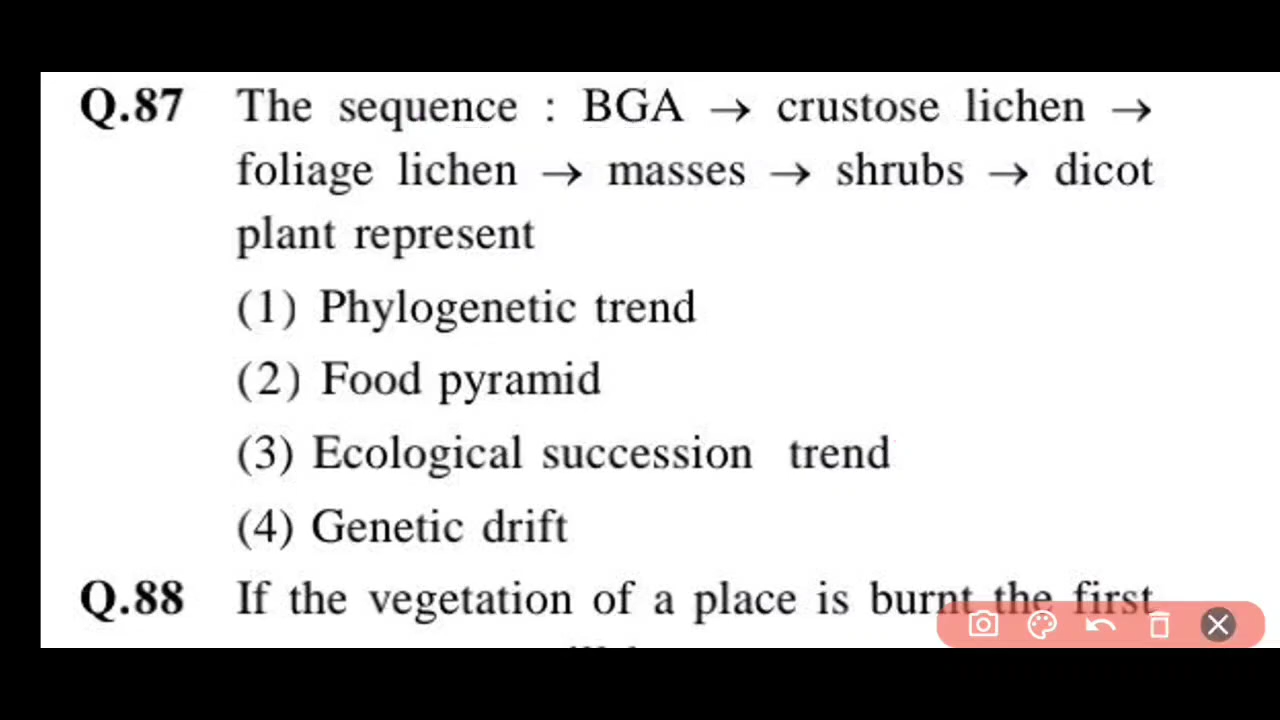 Q.87 The sequence : BGA → crustose lichen →
foliage lichen → masses → shrubs → dicot
plant represent
(1) Phylogenetic trend
(2) Food pyramid
(3) Ecological succession trend
(4) Genetic drift
Q.88 If the vegetation of a place is burnt the first